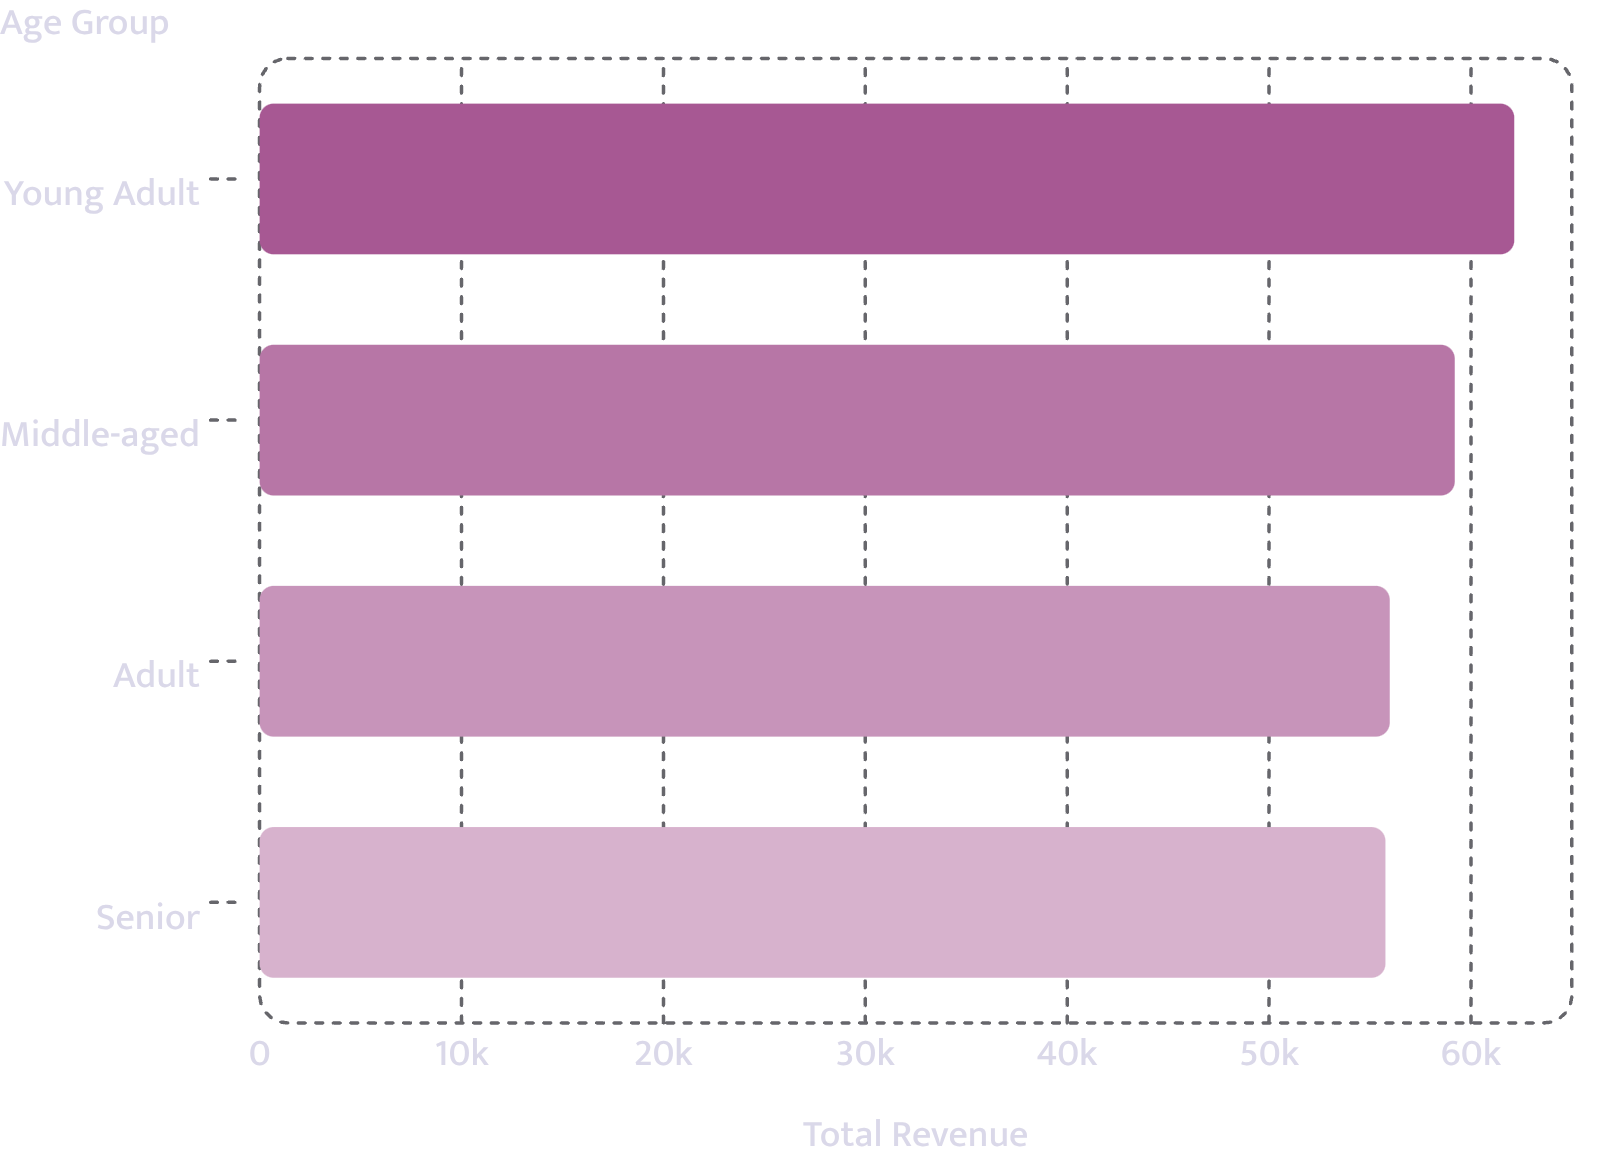 Age Group
Young Adult
Middle-aged
Adult
Senior
0 10k 20k 30k 40k 50k 60k
Total Revenue